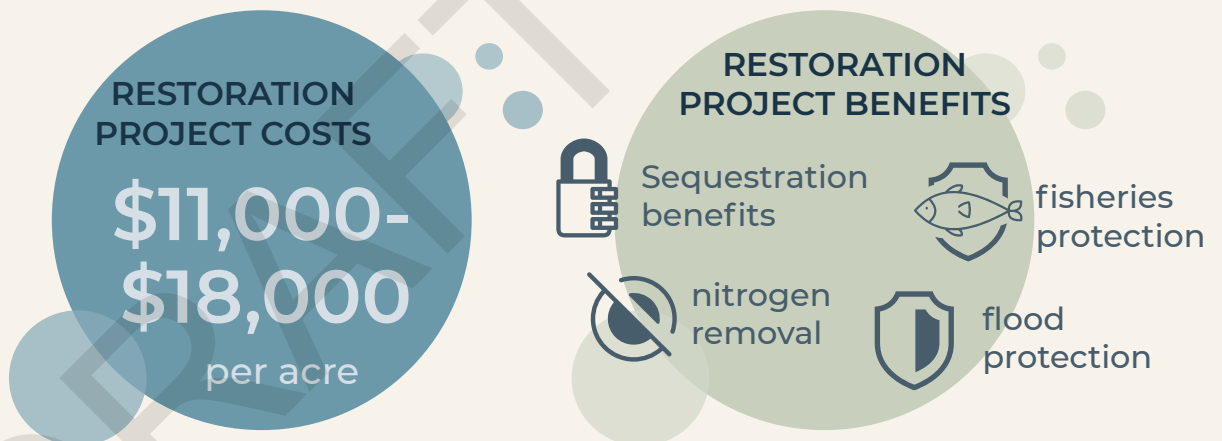 RESTORATION
PROJECT COSTS
$11,000-
$18,000
per acre
RESTORATION
PROJECT BENEFITS
Sequestration
benefits
fisheries
protection
nitrogen
removal
flood
protection
DRAFT